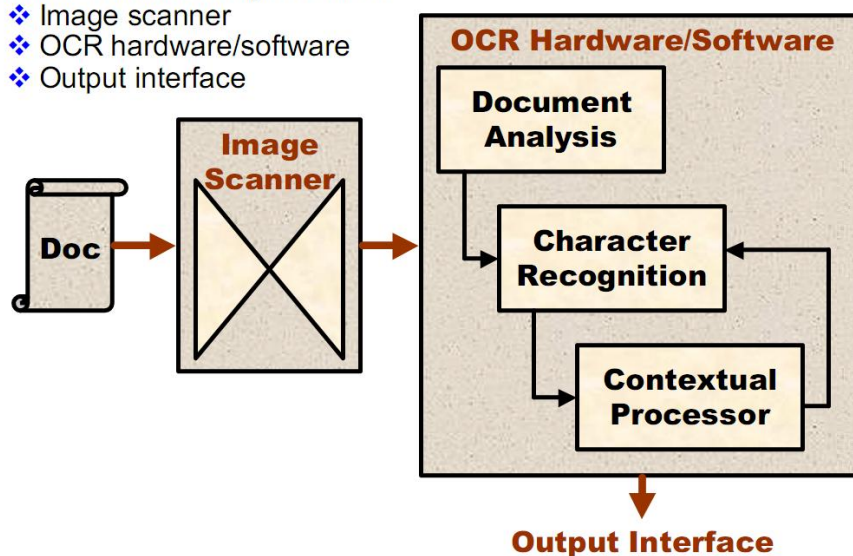 ❖ Image scanner
❖ OCR hardware/software
❖ Output interface
OCR Hardware/Software
Document
Analysis
Image
Scanner
Doc
Character
Recognition
Contextual
Processor
Output Interface